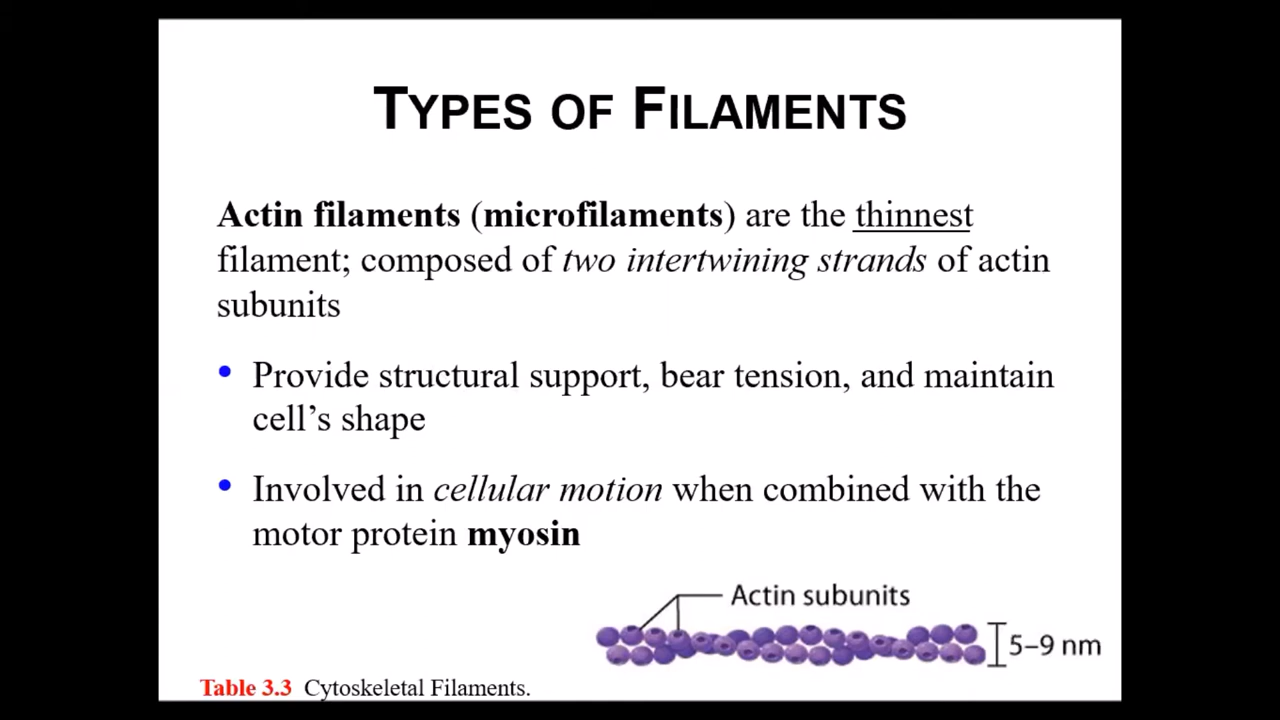 TYPES OF FILAMENTS
Actin filaments (microfilaments) are the thinnest
filament; composed of two intertwining strands of actin
subunits
• Provide structural support, bear tension, and maintain
cell’s shape
• Involved in cellular motion when combined with the
motor protein myosin
Actin subunits
5–9 nm
Table 3.3 Cytoskeletal Filaments.